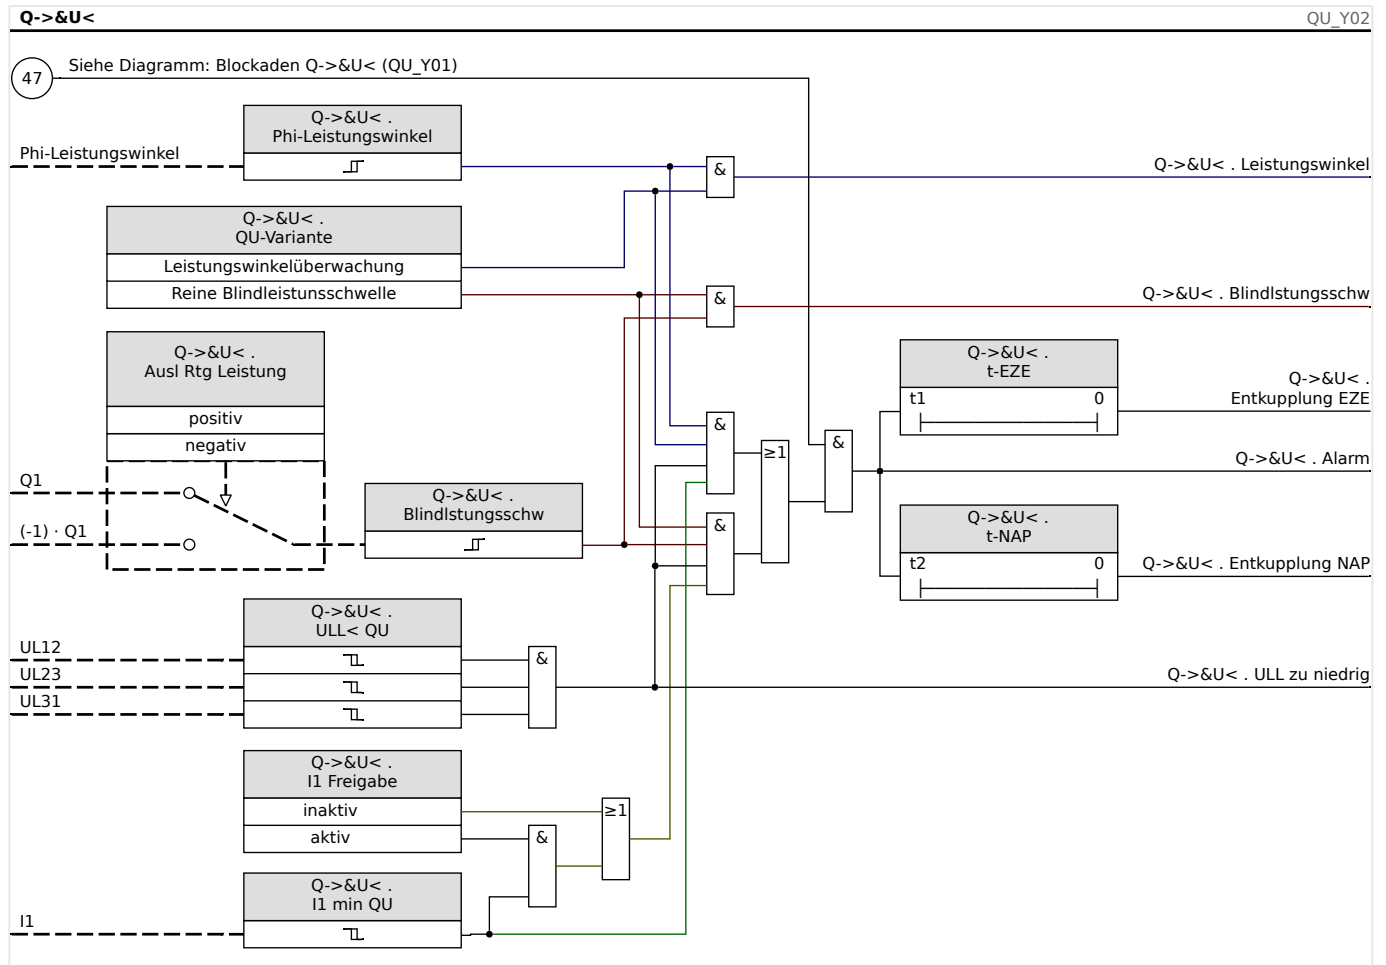 Q->&U<
QU_Y02
47
Siehe Diagramm: Blockaden Q->&U< (QU_Y01)
Q->&U< .
Phi-Leistungswinkel
Phi-Leistungswinkel
&
Q->&U< . Leistungswinkel
Q->&U< .
QU-Variante
Leistungswinkelüberwachung
Reine Blindleistunsschwelle
&
Q->&U< . Blindlstungsschw
Q->&U< .
Ausl Rtg Leistung
positiv
negativ
Q->&U< .
t-EZE
t1 0
Q->&U< .
Entkupplung EZE
&
≥1
&
Q->&U< . Alarm
Q1
(-1) · Q1
Q->&U< .
Blindlstungsschw
&
Q->&U< .
t-NAP
t2 0
Q->&U< . Entkupplung NAP
Q->&U< .
ULL< QU
UL12
UL23
UL31
&
Q->&U< . ULL zu niedrig
Q->&U< .
I1 Freigabe
inaktiv
aktiv
≥1
&
Q->&U< .
I1 min QU
I1